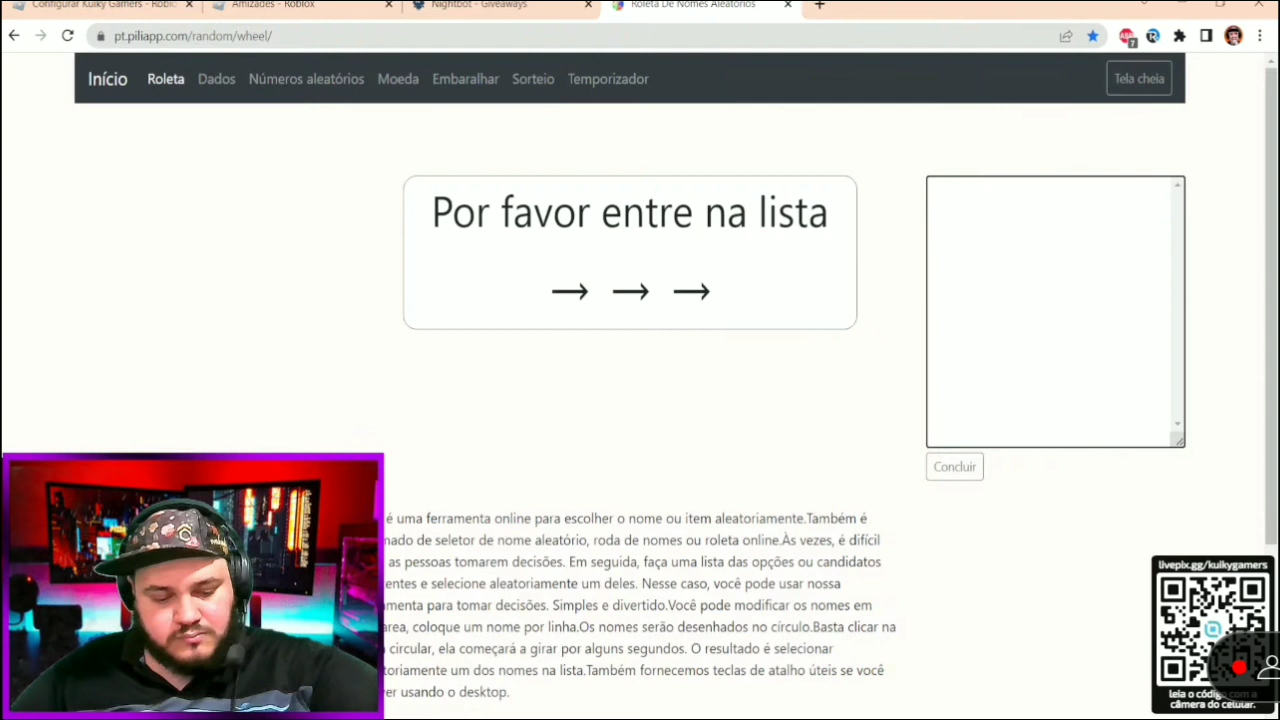 Configurar Kulky Gamers - Roblo
Amizades - Roblox
Nightbot - Giveaways
Roleta De Nomes Aleatórios
pt.piliapp.com/random/wheel/
7
Início Roleta Dados Números aleatórios Moeda Embaralhar Sorteio Temporizador Tela cheia
Por favor entre na lista
→ → →
Concluir
é uma ferramenta online para escolher o nome ou item aleatoriamente.Também é
mado de seletor de nome aleatório, roda de nomes ou roleta online.Às vezes, é difícil
as pessoas tomarem decisões. Em seguida, faça uma lista das opções ou candidatos
entes e selecione aleatoriamente um deles. Nesse caso, você pode usar nossa
amenta para tomar decisões. Simples e divertido.Você pode modificar os nomes em
área, coloque um nome por linha.Os nomes serão desenhados no círculo.Basta clicar na
circular, ela começará a girar por alguns segundos. O resultado é selecionar
toriamente um dos nomes na lista.Também fornecemos teclas de atalho úteis se você
er usando o desktop.
livepix.gg/kulkygamers
leia o código com a
câmera do celular.